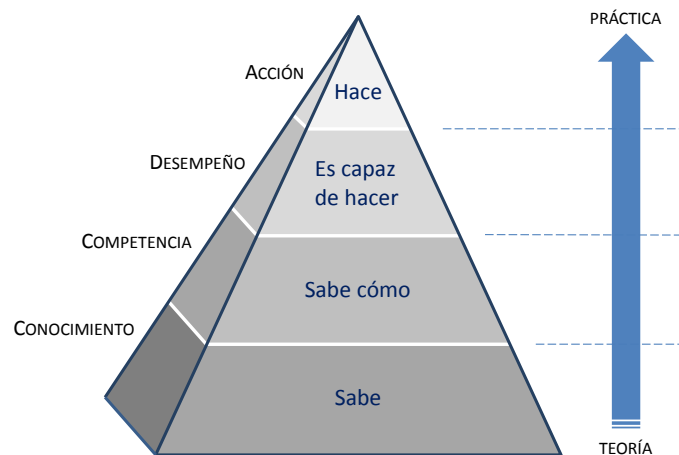 PRÁCTICA
ACCIÓN
Hace
DESEMPEÑO
Es capaz
de hacer
COMPETENCIA
Sabe cómo
CONOCIMIENTO
Sabe
TEORÍA